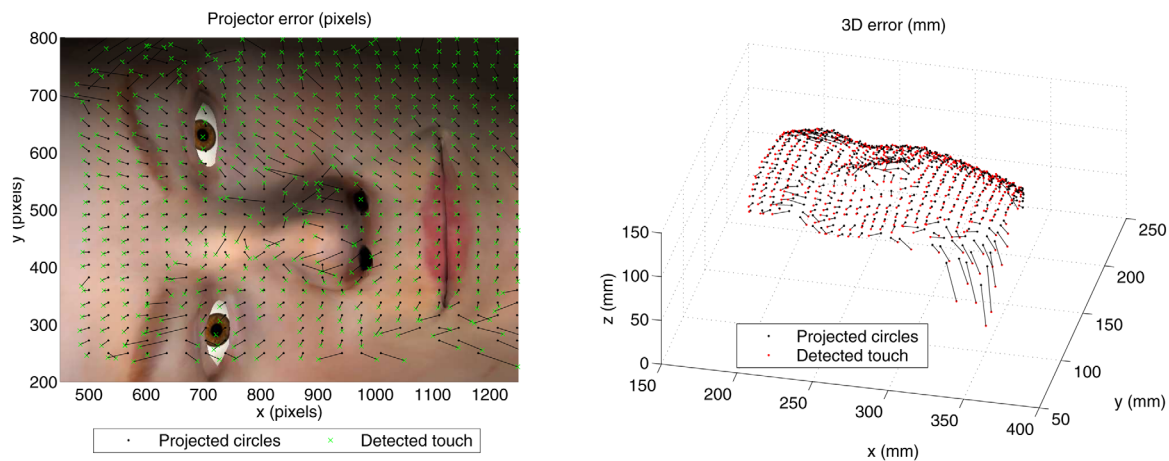 Projector error (pixels)
800
700
600
500
400
300
200
y (pixels)
500 600 700 800 900 1000 1100 1200
x (pixels)
Projected circles Detected touch
3D error (mm)
150
100
50
0
z (mm)
Projected circles
Detected touch
150 200 250 300 350 400
x (mm)
250
200
150
100
50
y (mm)